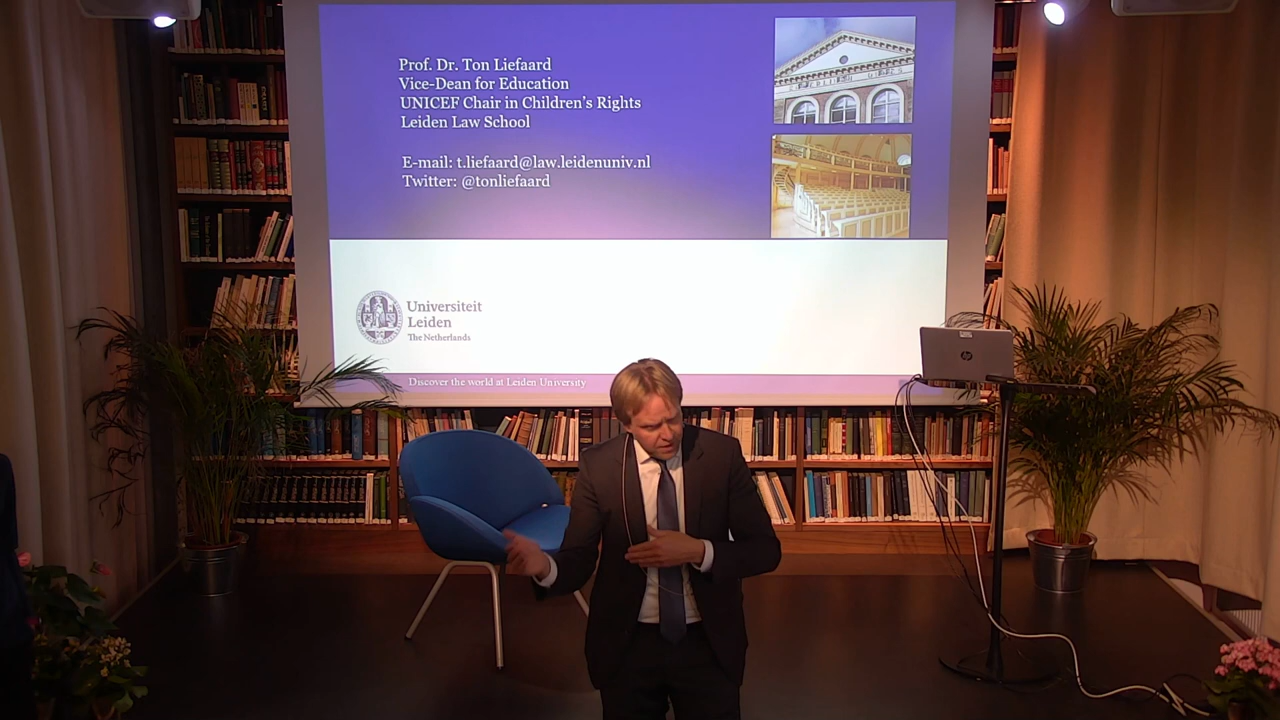 Prof. Dr. Ton Liefaard
Vice-Dean for Education
UNICEF Chair in Children's Rights
Leiden Law School
E-mail: t.liefaard@law.leidenuniv.nl
Twitter: @tonliefaard
Universiteit
Leiden
The Netherlands
Discover the world at Leiden University
hp